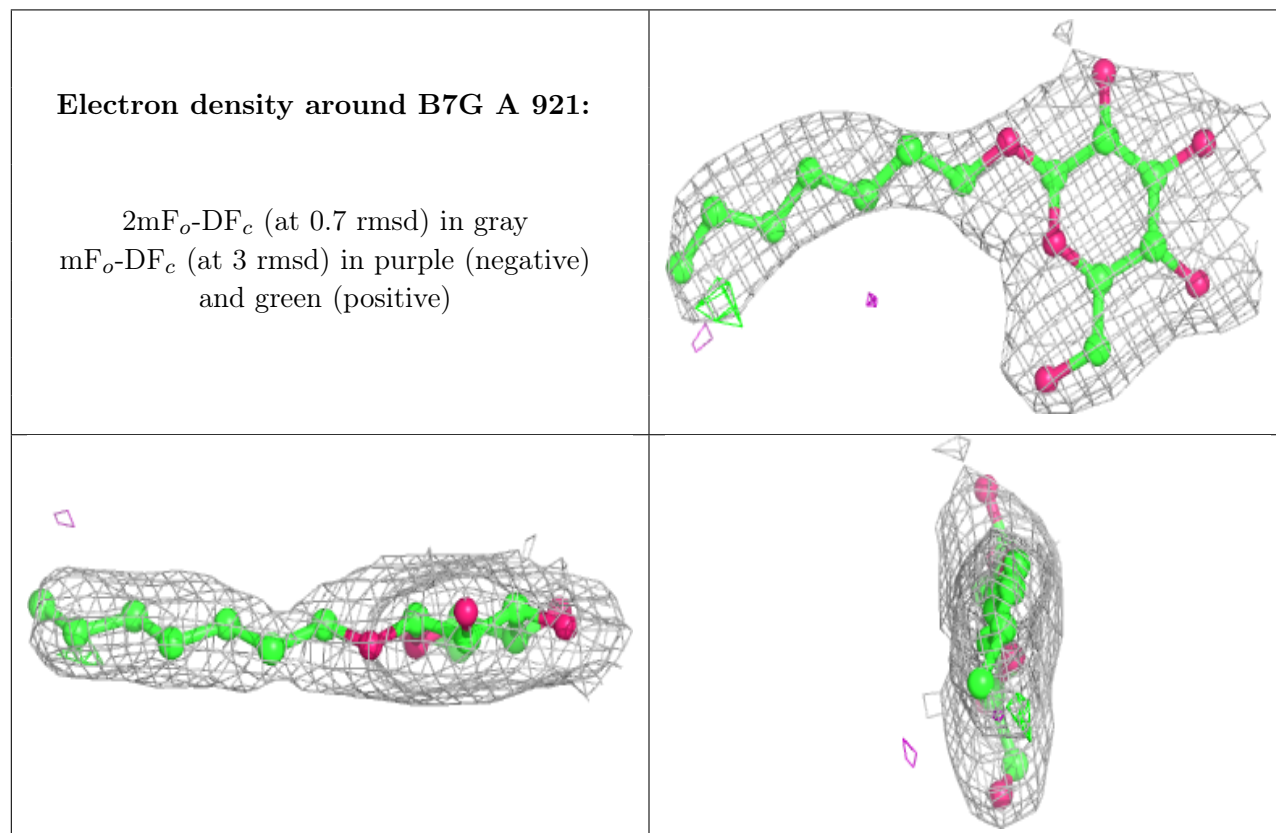 Electron density around B7G A 921:
2mFo-DFc (at 0.7 rmsd) in gray
mFo-DFc (at 3 rmsd) in purple (negative)
and green (positive)